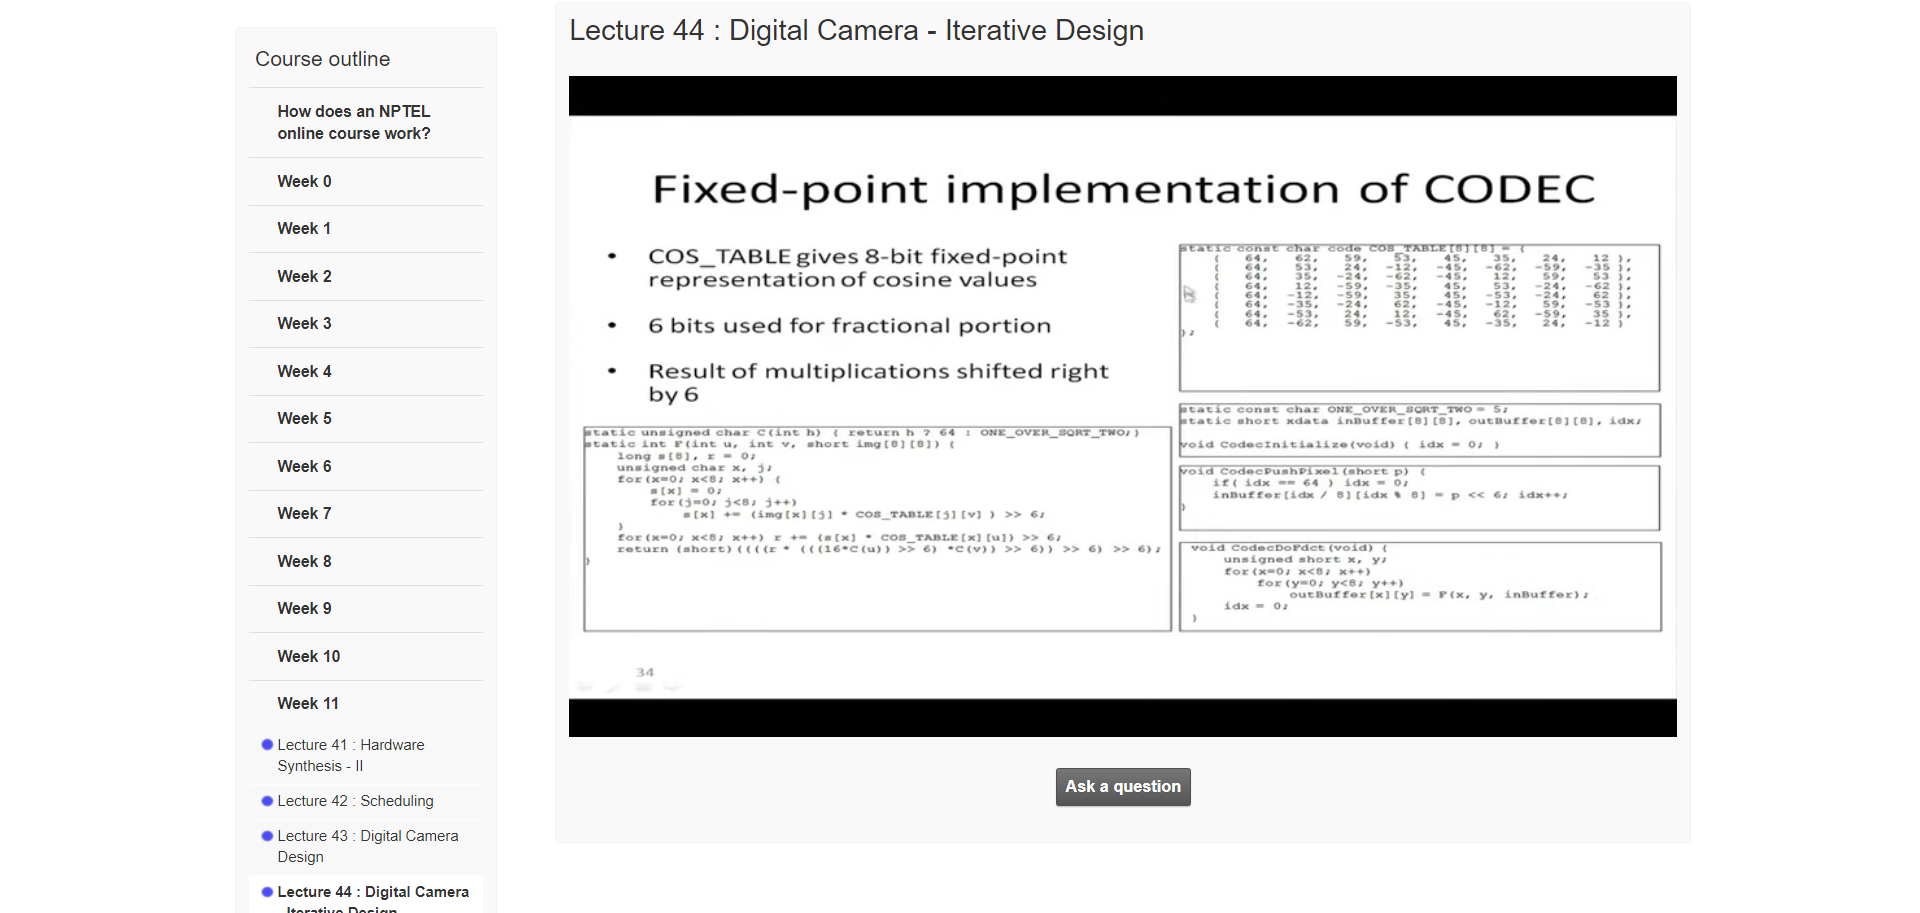 Course outline
How does an NPTEL
online course work?
Week 0
Week 1
Week 2
Week 3
Week 4
Week 5
Week 6
Week 7
Week 8
Week 9
Week 10
Week 11
Lecture 41 : Hardware
Synthesis - II
Lecture 42 : Scheduling
Lecture 43 : Digital Camera
Design
Lecture 44 : Digital Camera
- Iterative Design
Lecture 44 : Digital Camera - Iterative Design
Fixed-point implementation of CODEC
• COS_TABLE gives 8-bit fixed-point
representation of cosine values
• 6 bits used for fractional portion
• Result of multiplications shifted right
by 6
static unsigned char C(int h) { return h ? 64 : ONE_OVER_SQRT_TWO;}
static int F(int u, int v, short img[8][8]) {
long s[8], r = 0;
unsigned char x, j;
for(x=0; x<8; x++) {
s[x] = 0;
for(j=0; j<8; j++)
s[x] += (img[x][j] * COS_TABLE[j][v] ) >> 6;
}
for(x=0; x<8; x++) r += (s[x] * COS_TABLE[x][u]) >> 6;
return (short)((((r * (((16*C(u)) >> 6) *C(v)) >> 6)) >> 6) >> 6);
}
static const char code COS_TABLE[8][8] = {
{ 64, 62, 59, 53, 45, 35, 24, 12 },
{ 64, 53, 24, -12, -45, -62, -59, -35 },
{ 64, 35, -24, -62, -45, 12, 59, 53 },
{ 64, 12, -59, -35, 45, 53, -24, -62 },
{ 64, -12, -59, 35, 45, -53, -24, 62 },
{ 64, -35, -24, 62, -45, -12, 59, -53 },
{ 64, -53, 24, 12, -45, 62, -59, 35 },
{ 64, -62, 59, -53, 45, -35, 24, -12 }
};
static const char ONE_OVER_SQRT_TWO = 5;
static short xdata inBuffer[8][8], outBuffer[8][8], idx;
void CodecInitialize(void) { idx = 0; }
void CodecPushPixel(short p) {
if( idx == 64 ) idx = 0;
inBuffer[idx / 8][idx % 8] = p << 6; idx++;
}
void CodecDoFdct(void) {
unsigned short x, y;
for(x=0; x<8; x++)
for(y=0; y<8; y++)
outBuffer[x][y] = F(x, y, inBuffer);
idx = 0;
}
34
Ask a question